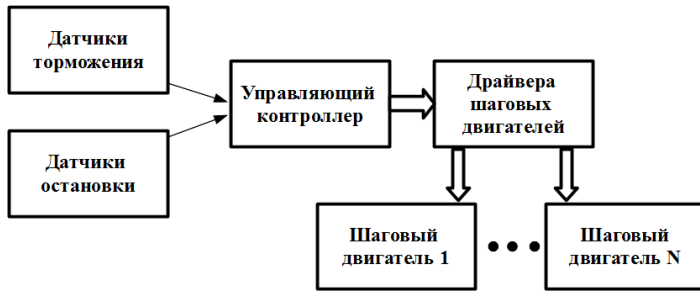 Датчики
торможения
Датчики
остановки
Управляющий
контроллер
Драйвера
шаговых
двигателей
Шаговый
двигатель 1
Шаговый
двигатель N